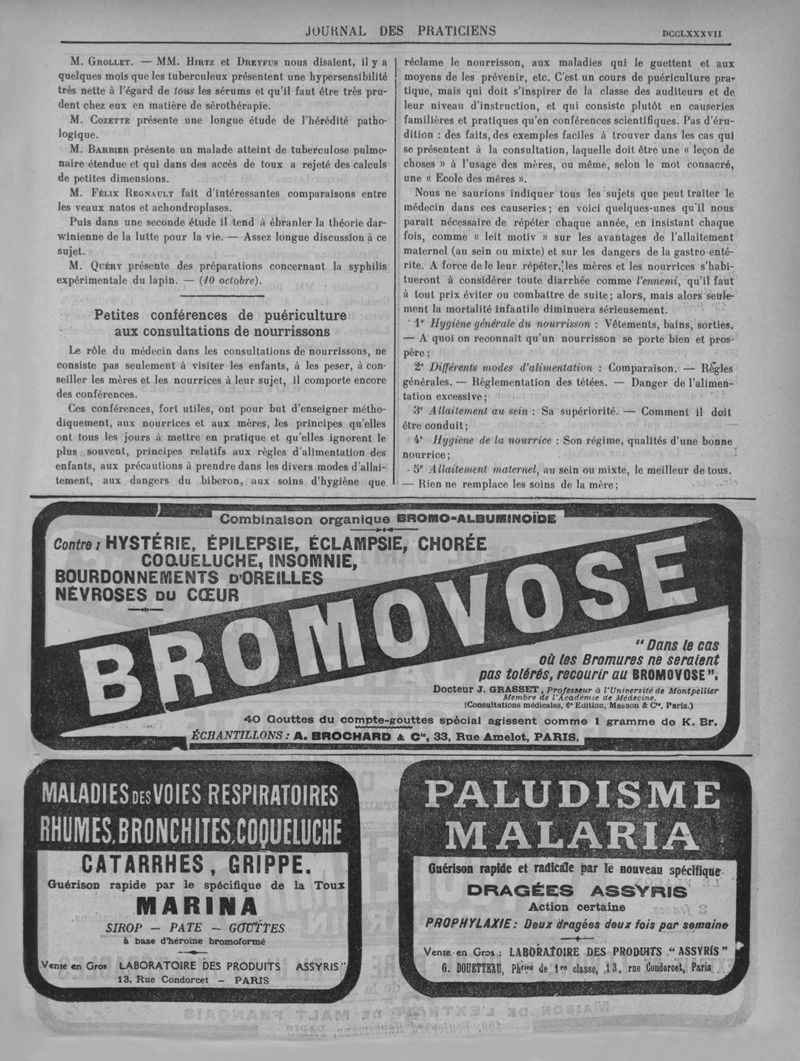 JOURNAL DES PRATICIENS
DCCLXXXVII
M. GROLLET. — MM. HIRTZ et DREYFUS nous disaient, il y a
quelques mois que les tuberculeux présentent une hypersensibilité
très nette à l'égard de tous les sérums et qu'il faut être très pru-
dent chez eux en matière de sérothérapie.
M. COZETTE présente une longue étude de l'hérédité patho-
logique.
M. BARBIER présente un malade atteint de tuberculose pulmo-
naire étendue et qui dans des accès de toux a rejeté des calculs
de petites dimensions.
M. FÉLIX REGNAULT fait d'intéressantes comparaisons entre
les veaux natos et achondroplases.
Puis dans une seconde étude il tend à ébranler la théorie dar-
winienne de la lutte pour la vie. — Assez longue discussion à ce
sujet.
M. QUÉRY présente des préparations concernant la syphilis
expérimentale du lapin. — (10 octobre).
Petites conférences de puériculture
aux consultations de nourrissons
Le rôle du médecin dans les consultations de nourrissons, ne
consiste pas seulement à visiter les enfants, à les peser, à con-
seiller les mères et les nourrices à leur sujet, il comporte encore
des conférences.
Ces conférences, fort utiles, ont pour but d'enseigner métho-
diquement, aux nourrices et aux mères, les principes qu'elles
ont tous les jours à mettre en pratique et qu'elles ignorent le
plus souvent, principes relatifs aux règles d'alimentation des
enfants, aux précautions à prendre dans les divers modes d'allai-
tement, aux dangers du biberon, aux soins d'hygiène que
réclame le nourrisson, aux maladies qui le guettent et aux
moyens de les prévenir, etc. C'est un cours de puériculture pra-
tique, mais qui doit s'inspirer de la classe des auditeurs et de
leur niveau d'instruction, et qui consiste plutôt en causeries
familières et pratiques qu'en conférences scientifiques. Pas d'éru-
dition : des faits, des exemples faciles à trouver dans les cas qui
se présentent à la consultation, laquelle doit être une « leçon de
choses » à l'usage des mères, ou même, selon le mot consacré,
une « Ecole des mères ».
Nous ne saurions indiquer tous les sujets que peut traiter le
médecin dans ces causeries ; en voici quelques-unes qu'il nous
paraît nécessaire de répéter chaque année, en insistant chaque
fois, comme « leit motiv » sur les avantages de l'allaitement
maternel (au sein ou mixte) et sur les dangers de la gastro-enté-
rite. A force de le leur répéter, les mères et les nourrices s'habi-
tueront à considérer toute diarrhée comme l'ennemi, qu'il faut
à tout prix éviter ou combattre de suite ; alors, mais alors seule-
ment la mortalité infantile diminuera sérieusement.
1° Hygiène générale du nourrisson : Vêtements, bains, sorties.
— A quoi on reconnaît qu'un nourrisson se porte bien et pros-
père ;
2° Différents modes d'alimentation : Comparaison. — Règles
générales. — Règlementation des tétées. — Danger de l'alimen-
tation excessive ;
3° Allaitement au sein : Sa supériorité. — Comment il doit
être conduit ;
4° Hygiène de la nourrice : Son régime, qualités d'une bonne
nourrice ;
5° Allaitement maternel, au sein ou mixte, le meilleur de tous.
— Rien ne remplace les soins de la mère ;
Combinaison organique BROMO-ALBUMINOÏDE
Contre : HYSTÉRIE, ÉPILEPSIE, ÉCLAMPSIE, CHORÉE
COQUELUCHE, INSOMNIE,
BOURDONNEMENTS D'OREILLES
NÉVROSES DU CŒUR
BROMOVOSE
"Dans le cas
où les Bromures ne seraient
pas tolérés, recourir au BROMOVOSE".
Docteur J. GRASSET, Professeur à l'Université de Montpellier
Membre de l'Académie de Médecine.
(Consultations médicales, 6e Edition, Masson & Cie, Paris.)
40 Gouttes du compte-gouttes spécial agissent comme 1 gramme de K. Br.
ÉCHANTILLONS : A. BROCHARD & Cie, 33, Rue Amelot, PARIS.
MALADIES DES VOIES RESPIRATOIRES
RHUMES, BRONCHITES, COQUELUCHE
CATARRHES, GRIPPE.
Guérison rapide par le spécifique de la Toux
MARINA
SIROP — PATE — GOUTTES
à base d'héroïne bromoformé
Vente en Gros LABORATOIRE DES PRODUITS ASSYRIS"
13, Rue Condorcet — PARIS
PALUDISME
MALARIA
Guérison rapide et radicale par le nouveau spécifique
DRAGÉES ASSYRIS
Action certaine
PROPHYLAXIE : Deux dragées deux fois par semaine
Vente en Gros : LABORATOIRE DES PRODUITS "ASSYRIS"
G. DOUETTEAU, Phcien de 1re classe, 13, rue Condorcet, Paris